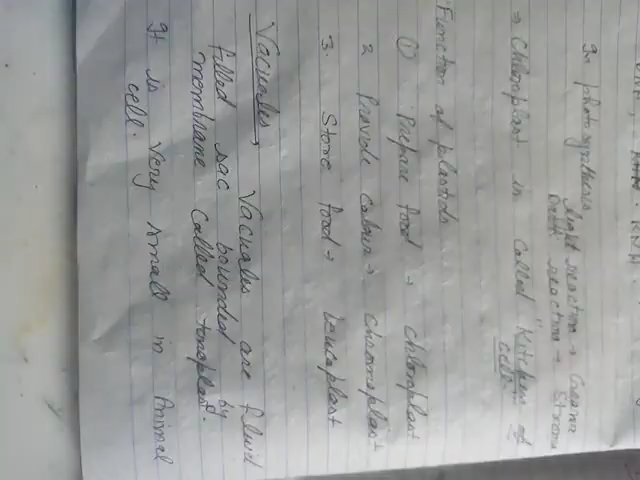 In photosynthesis
Light reaction → Grana
Dark reaction → Stroma
⇒ Chloroplast is Called "Kitchen of
cell"
Function of plastids
① Prepare food → chloroplast
2 Provide Colour → chromoplast
3. Store food → Leucoplast
Vacuoles, Vacuoles are fluid
filled sac bounded by
membrane Called tonoplast.
It is very small in Animal
cell.